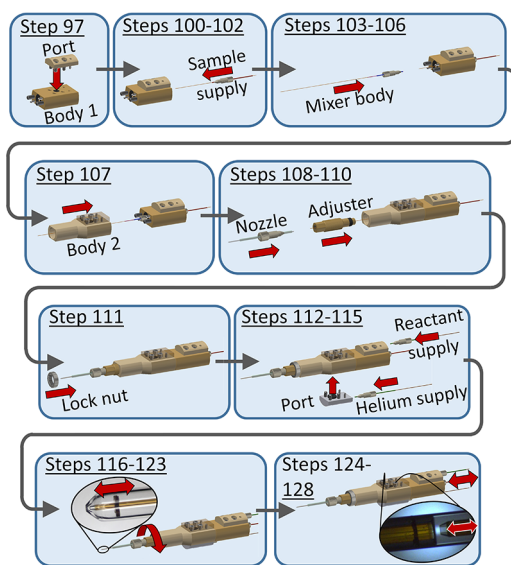 Step 97
Port
Body 1
Steps 100-102
Sample
supply
Steps 103-106
Mixer body
Step 107
Body 2
Steps 108-110
Nozzle
Adjuster
Step 111
Lock nut
Steps 112-115
Reactant
supply
Port
Helium supply
Steps 116-123
Steps 124-
128